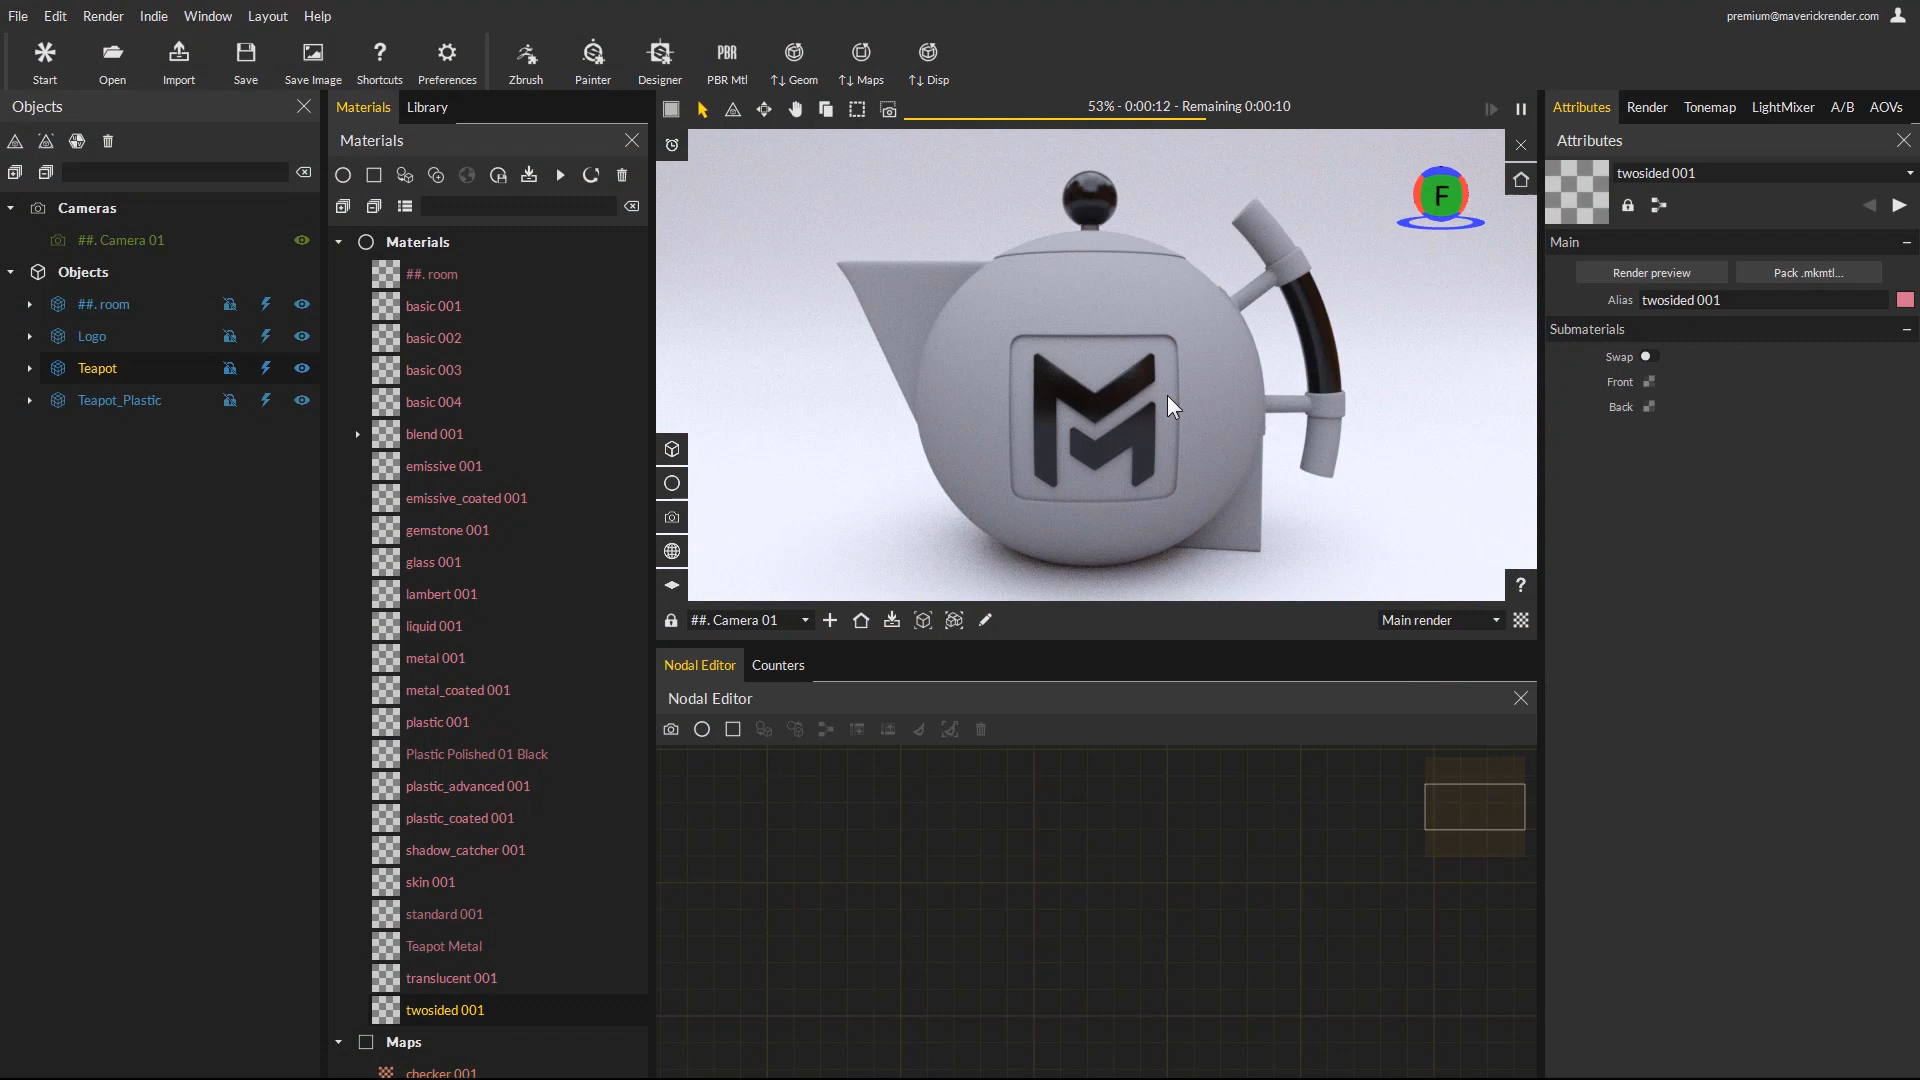 File Edit Render Indie Window Layout Help
premium@maverickrender.com
Start Open Import Save Save Image Shortcuts Preferences Zbrush Painter Designer PBR Mtl ↑↓ Geom ↑↓ Maps ↑↓ Disp
PBR
Objects
Cameras
##. Camera 01
Objects
##. room
Logo
Teapot
Teapot_Plastic
Materials Library
Materials
Materials
##. room
basic 001
basic 002
basic 003
basic 004
blend 001
emissive 001
emissive_coated 001
gemstone 001
glass 001
lambert 001
liquid 001
metal 001
metal_coated 001
plastic 001
Plastic Polished 01 Black
plastic_advanced 001
plastic_coated 001
shadow_catcher 001
skin 001
standard 001
Teapot Metal
translucent 001
twosided 001
Maps
checker 001
53% - 0:00:12 - Remaining 0:00:10
F
M
##. Camera 01
Main render
Nodal Editor Counters
Nodal Editor
Attributes Render Tonemap LightMixer A/B AOVs
Attributes
twosided 001
Main
Render preview Pack .mkmtl...
Alias twosided 001
Submaterials
Swap
Front
Back